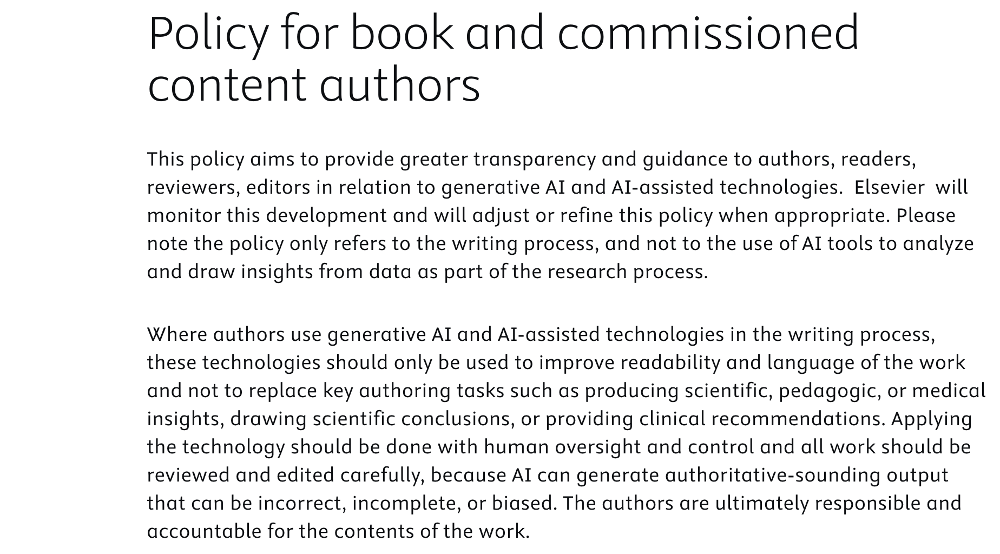 Policy for book and commissioned
content authors
This policy aims to provide greater transparency and guidance to authors, readers,
reviewers, editors in relation to generative AI and AI-assisted technologies.  Elsevier  will
monitor this development and will adjust or refine this policy when appropriate. Please
note the policy only refers to the writing process, and not to the use of AI tools to analyze
and draw insights from data as part of the research process.
Where authors use generative AI and AI-assisted technologies in the writing process,
these technologies should only be used to improve readability and language of the work
and not to replace key authoring tasks such as producing scientific, pedagogic, or medical
insights, drawing scientific conclusions, or providing clinical recommendations. Applying
the technology should be done with human oversight and control and all work should be
reviewed and edited carefully, because AI can generate authoritative-sounding output
that can be incorrect, incomplete, or biased. The authors are ultimately responsible and
accountable for the contents of the work.